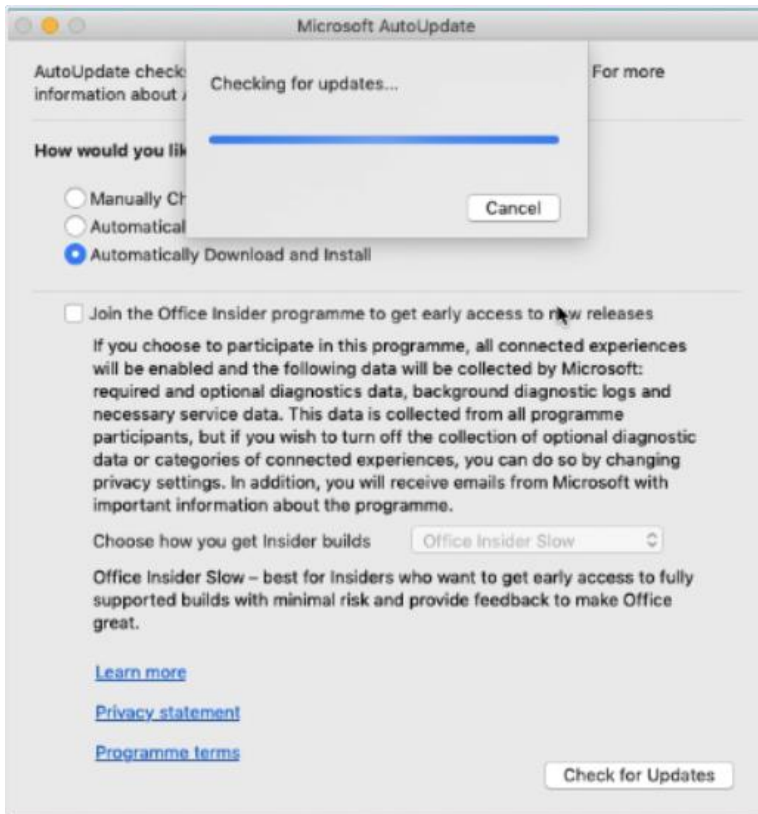 Microsoft AutoUpdate
AutoUpdate check
For more
information about
Checking for updates...
How would you lik
Cancel
Manually Ch
Automatical
Automatically Download and Install
Join the Office Insider programme to get early access to new releases
If you choose to participate in this programme, all connected experiences
will be enabled and the following data will be collected by Microsoft:
required and optional diagnostics data, background diagnostic logs and
necessary service data. This data is collected from all programme
participants, but if you wish to turn off the collection of optional diagnostic
data or categories of connected experiences, you can do so by changing
privacy settings. In addition, you will receive emails from Microsoft with
important information about the programme.
Choose how you get Insider builds
Office Insider Slow
Office Insider Slow – best for Insiders who want to get early access to fully
supported builds with minimal risk and provide feedback to make Office
great.
Learn more
Privacy statement
Programme terms
Check for Updates